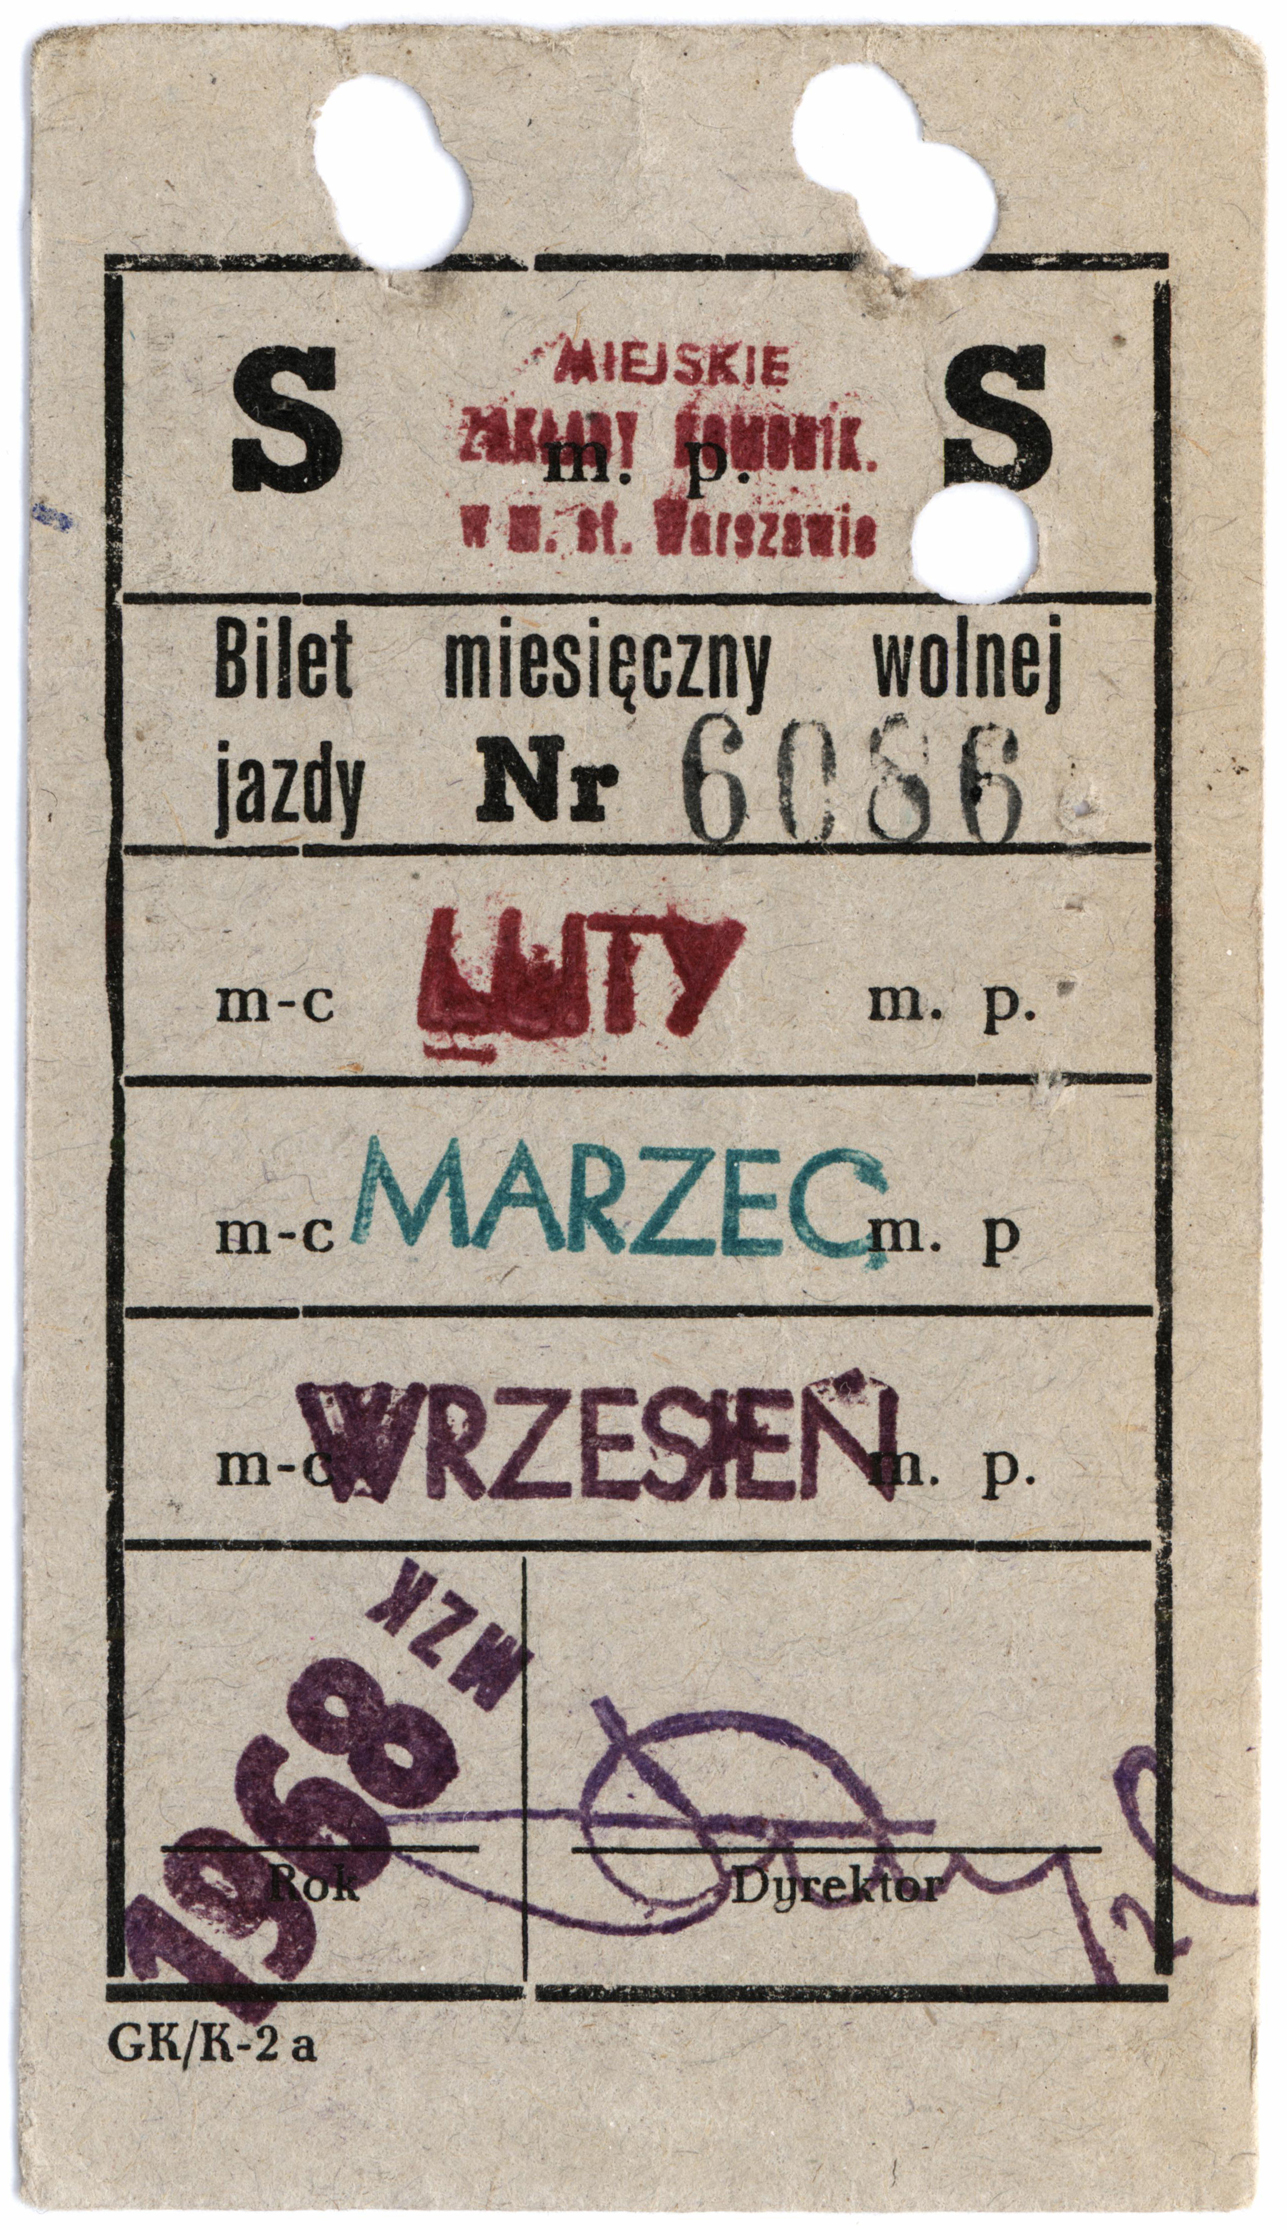 S MIEJSKIE S
ZAKŁADY KOMUNIK.
m. p.
w m. st. Warszawie
Bilet miesięczny wolnej
jazdy Nr 6086
m-c LUTY m. p.
m-c MARZEC m. p
m-c WRZESIEŃ m. p.
MZK
1968
Rok Dyrektor
GK/K-2 a